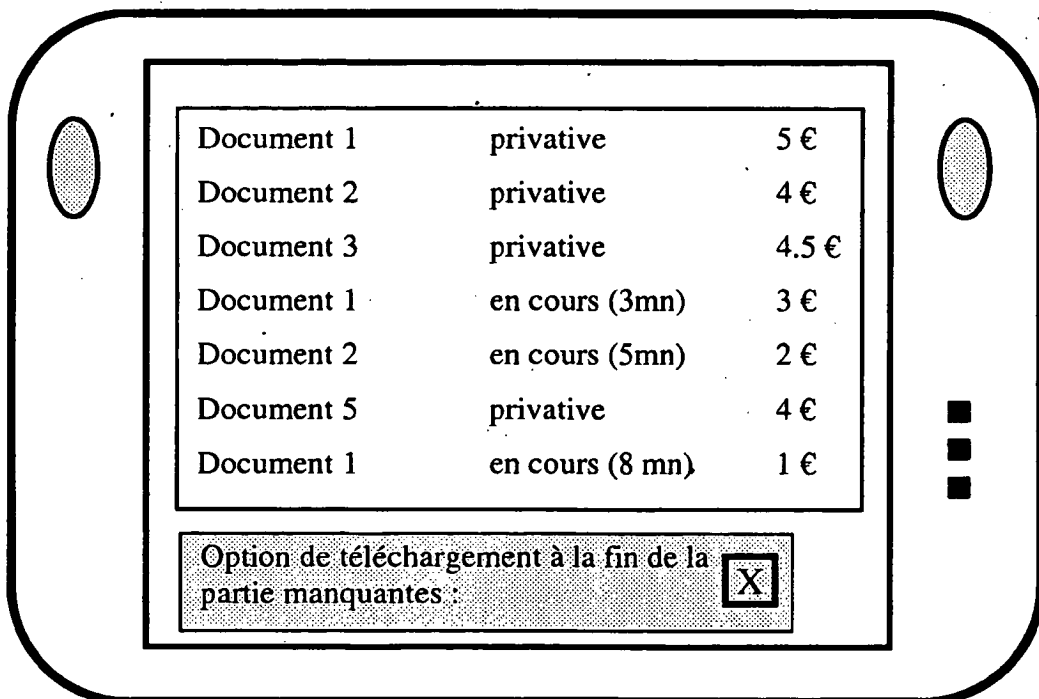 Document 1 privative 5 €
Document 2 privative 4 €
Document 3 privative 4.5 €
Document 1 en cours (3mn) 3 €
Document 2 en cours (5mn) 2 €
Document 5 privative 4 €
Document 1 en cours (8 mn) 1 €
Option de téléchargement à la fin de la
partie manquantes : X